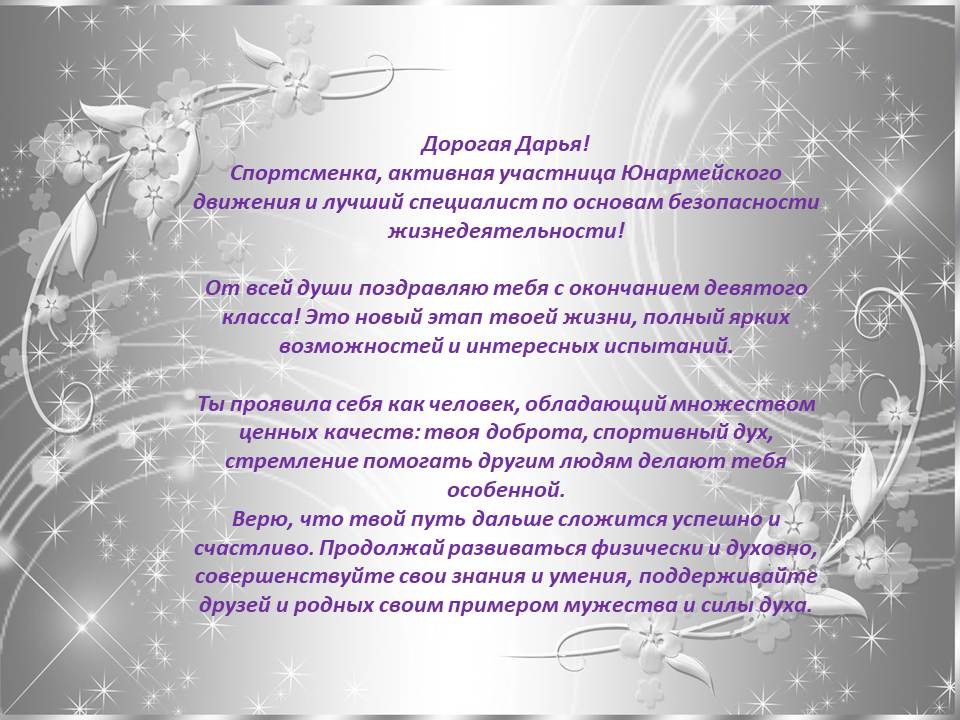 Дорогая Дарья!
Спортсменка, активная участница Юнармейского
движения и лучший специалист по основам безопасности
жизнедеятельности!
От всей души поздравляю тебя с окончанием девятого
класса! Это новый этап твоей жизни, полный ярких
возможностей и интересных испытаний.
Ты проявила себя как человек, обладающий множеством
ценных качеств: твоя доброта, спортивный дух,
стремление помогать другим людям делают тебя
особенной.
Верю, что твой путь дальше сложится успешно и
счастливо. Продолжай развиваться физически и духовно,
совершенствуйте свои знания и умения, поддерживайте
друзей и родных своим примером мужества и силы духа.